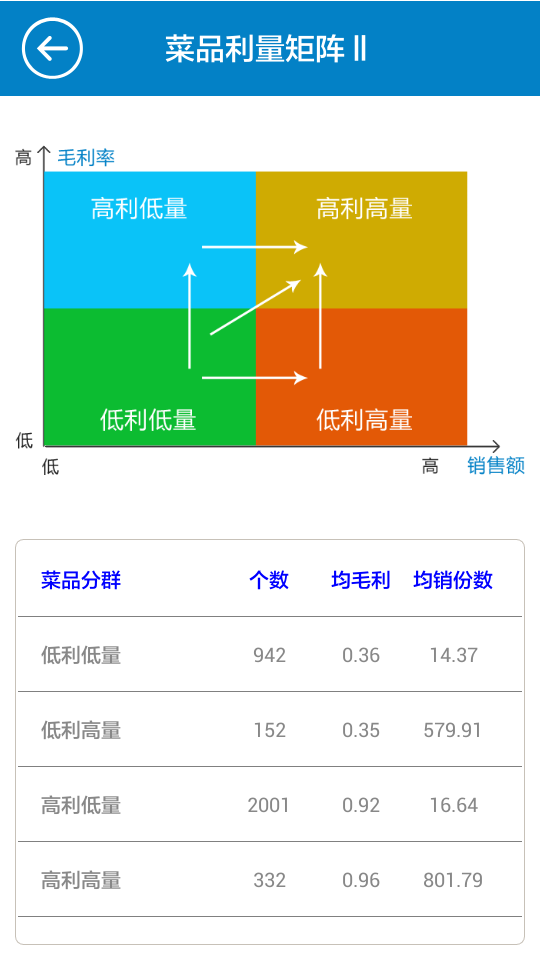 菜品利量矩阵 II
高 毛利率
高利低量 高利高量
低利低量 低利高量
低
低 高 销售额
菜品分群 个数 均毛利 均销份数
低利低量 942 0.36 14.37
低利高量 152 0.35 579.91
高利低量 2001 0.92 16.64
高利高量 332 0.96 801.79